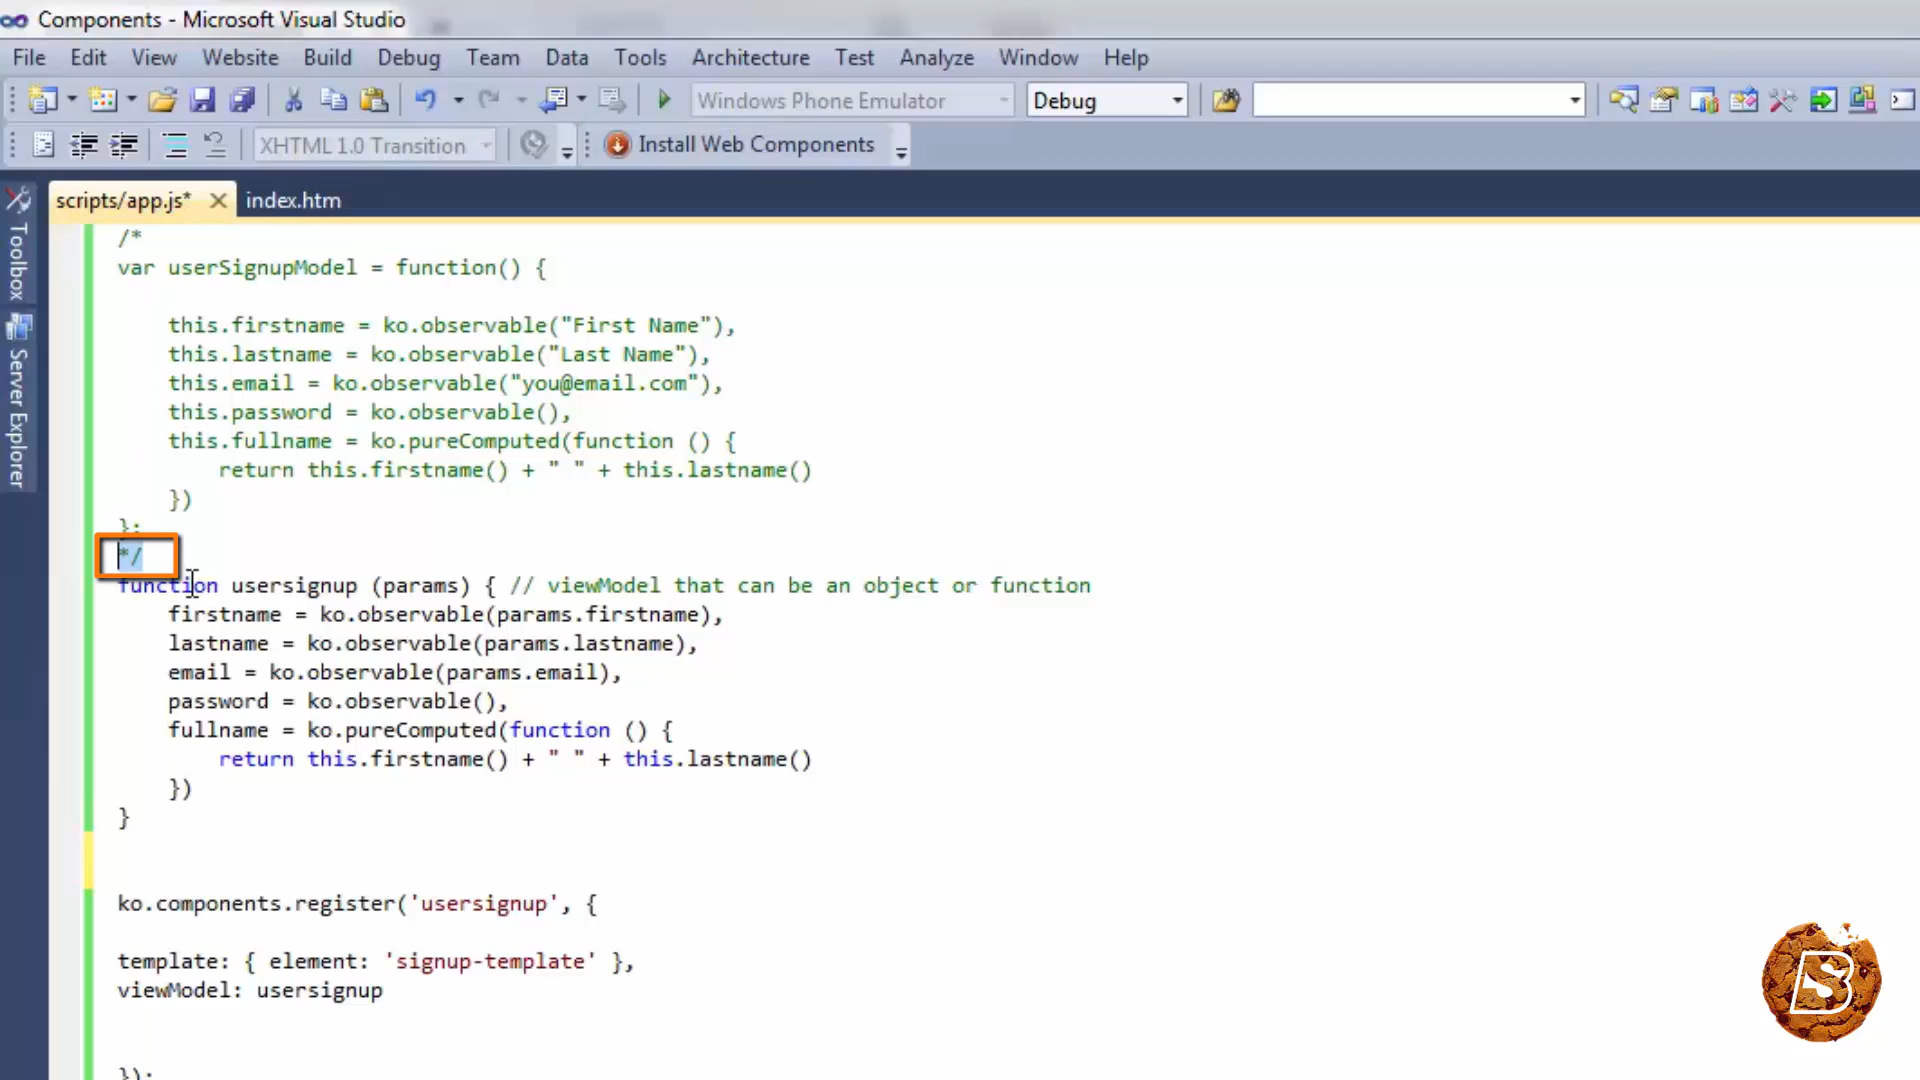 Components - Microsoft Visual Studio
File Edit View Website Build Debug Team Data Tools Architecture Test Analyze Window Help
Windows Phone Emulator Debug
XHTML 1.0 Transition Install Web Components
scripts/app.js* index.htm
Toolbox
Server Explorer
/*
var userSignupModel = function() {
this.firstname = ko.observable("First Name"),
this.lastname = ko.observable("Last Name"),
this.email = ko.observable("you@email.com"),
this.password = ko.observable(),
this.fullname = ko.pureComputed(function () {
return this.firstname() + " " + this.lastname()
})
};
*/
function usersignup (params) { // viewModel that can be an object or function
firstname = ko.observable(params.firstname),
lastname = ko.observable(params.lastname),
email = ko.observable(params.email),
password = ko.observable(),
fullname = ko.pureComputed(function () {
return this.firstname() + " " + this.lastname()
})
}
ko.components.register('usersignup', {
template: { element: 'signup-template' },
viewModel: usersignup
});